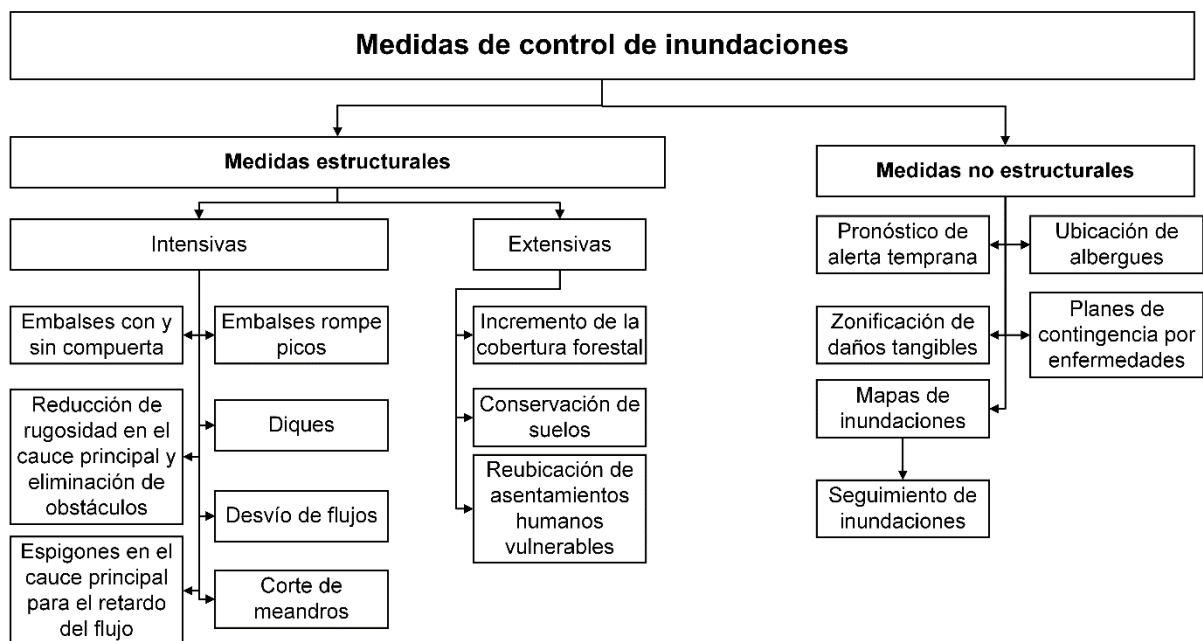 Medidas de control de inundaciones
Medidas estructurales
Medidas no estructurales
Intensivas
Extensivas
Pronóstico de
alerta temprana
Ubicación de
albergues
Embalses con y
sin compuerta
Embalses rompe
picos
Incremento de la
cobertura forestal
Zonificación de
daños tangibles
Planes de
contingencia por
enfermedades
Reducción de
rugosidad en el
cauce principal y
eliminación de
obstáculos
Diques
Conservación de
suelos
Mapas de
inundaciones
Desvío de flujos
Reubicación de
asentamientos
humanos
vulnerables
Seguimiento de
inundaciones
Espigones en el
cauce principal
para el retardo
del flujo
Corte de
meandros